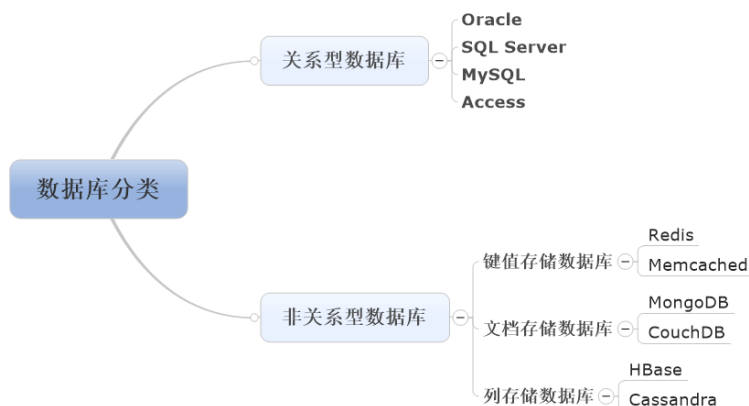 数据库分类
关系型数据库
Oracle
SQL Server
MySQL
Access
非关系型数据库
键值存储数据库
Redis
Memcached
文档存储数据库
MongoDB
CouchDB
列存储数据库
HBase
Cassandra